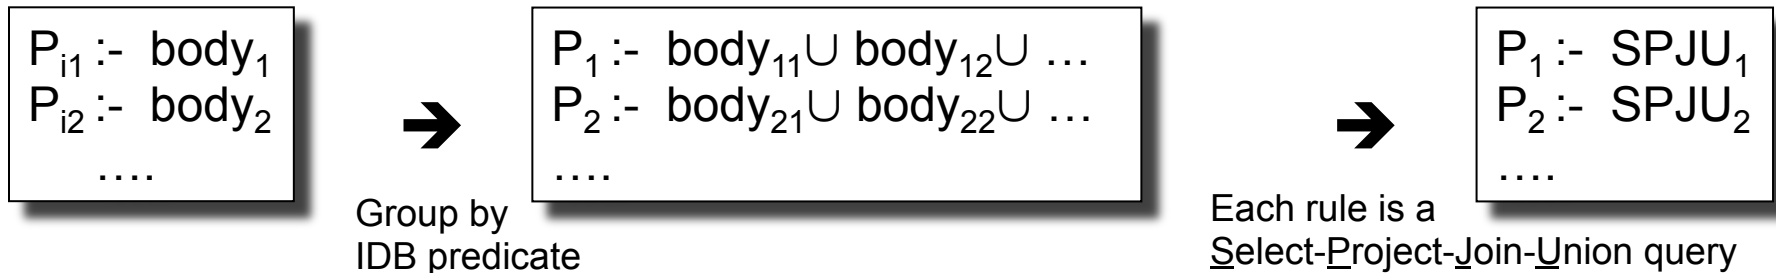 P_i1 :- body_1
P_i2 :- body_2
….
➔
Group by
IDB predicate
P_1 :- body_11 ∪ body_12 ∪ …
P_2 :- body_21 ∪ body_22 ∪ …
….
➔
Each rule is a
Select-Project-Join-Union query
P_1 :- SPJU_1
P_2 :- SPJU_2
….